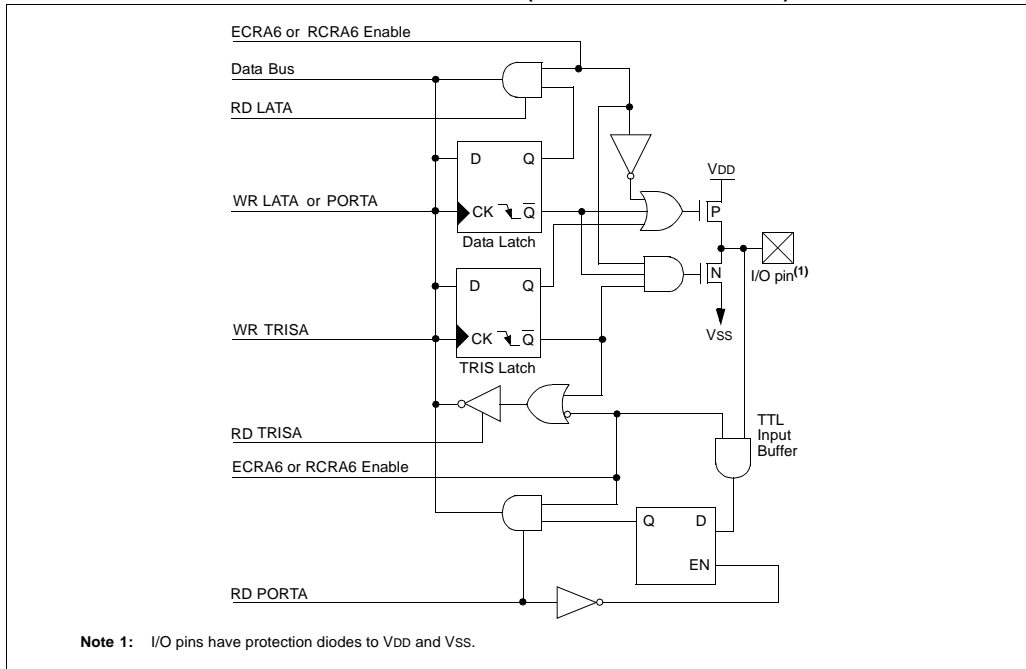 ECRA6 or RCRA6 Enable
Data Bus
RD LATA
D Q
VDD
WR LATA or PORTA
CK Q
P
Data Latch
I/O pin(1)
N
D Q
WR TRISA
CK Q
VSS
TRIS Latch
TTL
Input
Buffer
RD TRISA
ECRA6 or RCRA6 Enable
Q D
EN
RD PORTA
Note 1: I/O pins have protection diodes to VDD and VSS.